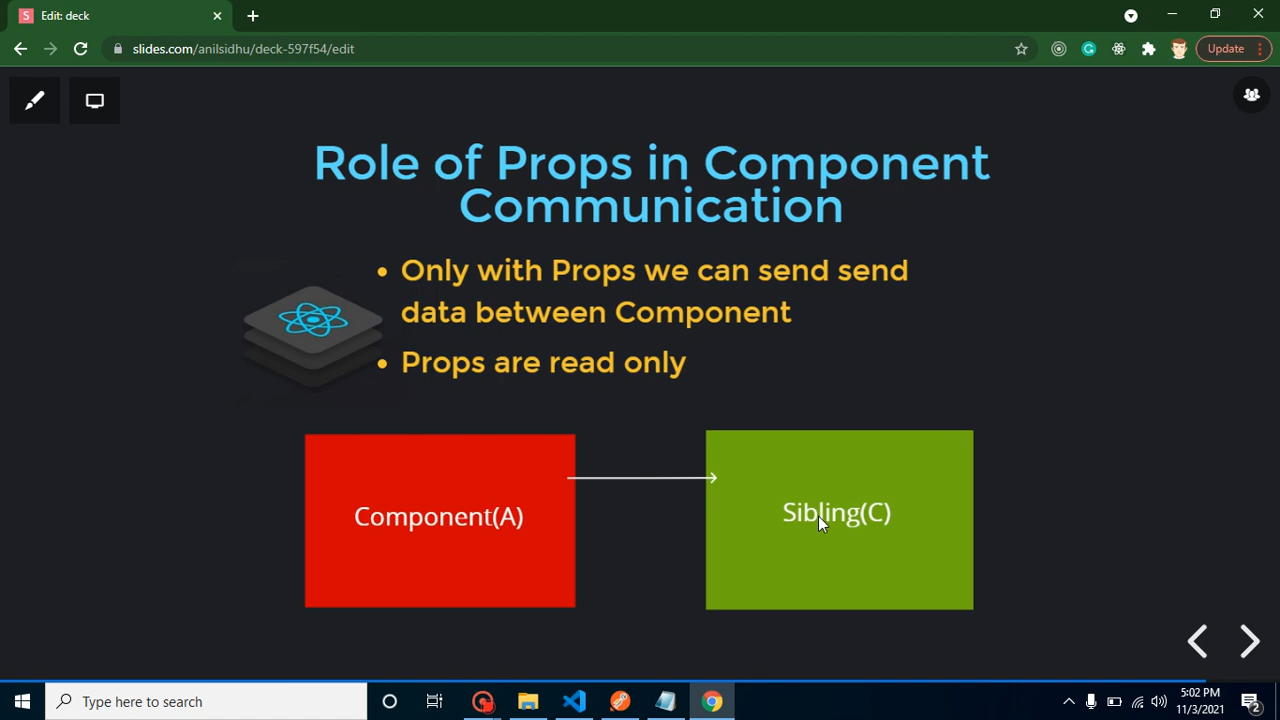 S Edit: deck
slides.com/anilsidhu/deck-597f54/edit
Update
Role of Props in Component
Communication
• Only with Props we can send send
data between Component
• Props are read only
Component(A)
Sibling(C)
Type here to search
5:02 PM
11/3/2021
2